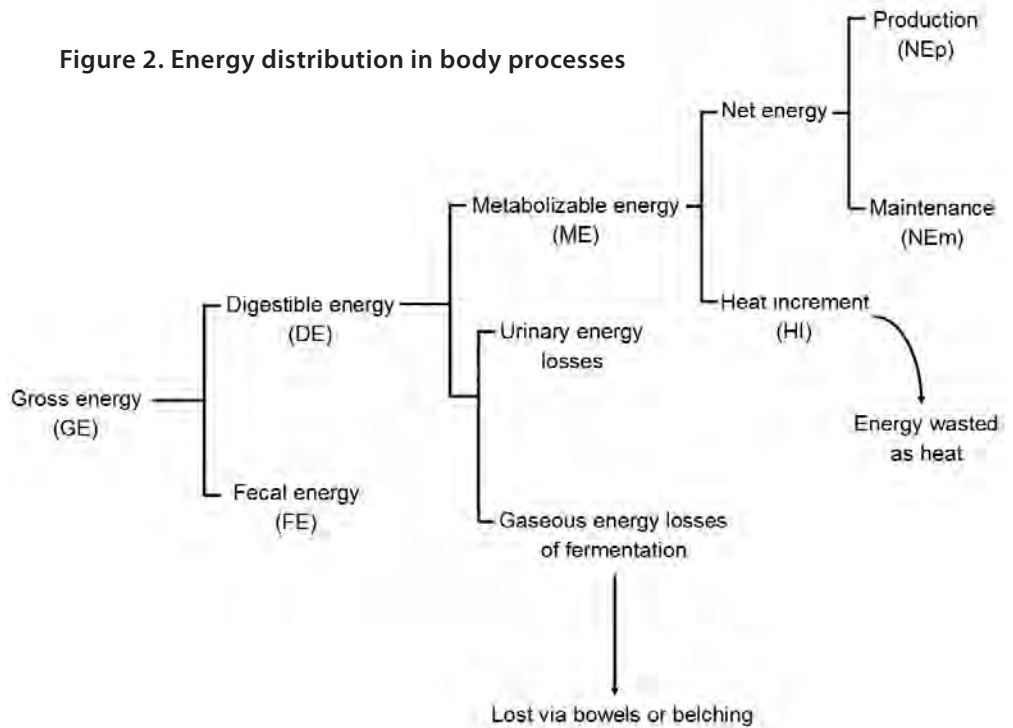 Figure 2. Energy distribution in body processes
Production
(NEp)
Net energy
Maintenance
(NEm)
Metabolizable energy
(ME)
Heat increment
(HI)
Energy wasted
as heat
Digestible energy
(DE)
Urinary energy
losses
Gross energy
(GE)
Fecal energy
(FE)
Gaseous energy losses
of fermentation
Lost via bowels or belching